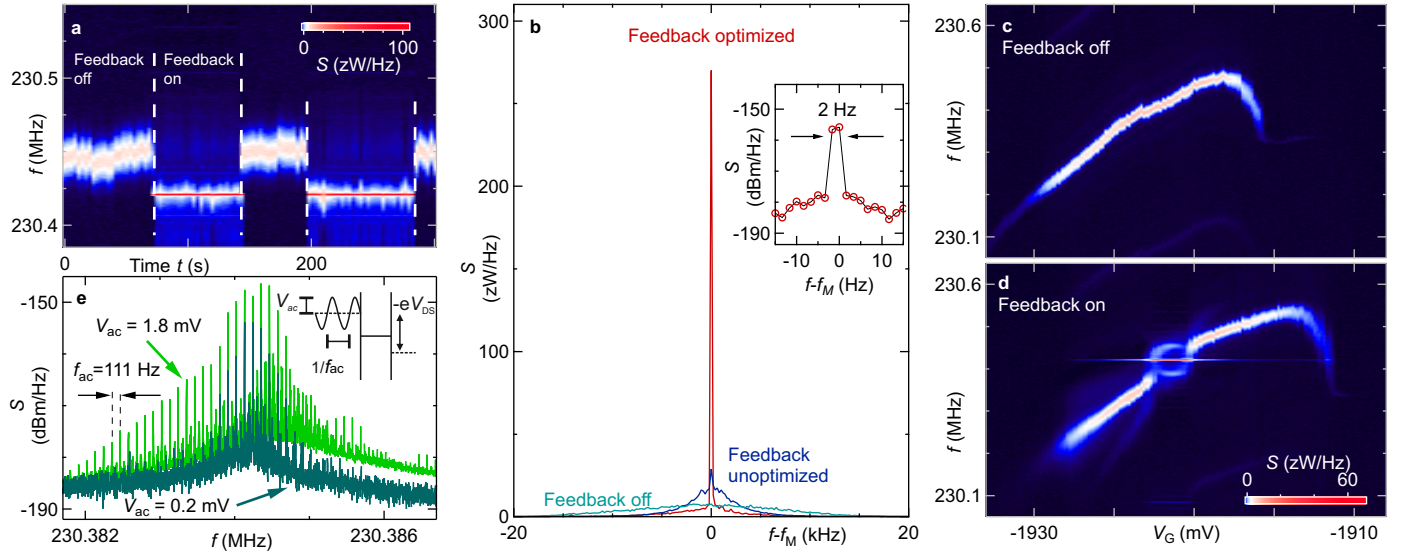 a
0
100
S (zW/Hz)
Feedback off
Feedback on
230.5
230.4
f (MHz)
0
Time t (s)
200
b
300
200
100
0
S
(zW/Hz)
Feedback optimized
Feedback unoptimized
Feedback off
-20
0
20
f-fM (kHz)
-150
-190
S
(dBm/Hz)
2 Hz
-10
0
10
f-fM (Hz)
c
Feedback off
230.6
230.1
f (MHz)
d
Feedback on
230.6
230.1
f (MHz)
S (zW/Hz)
0
60
-1930
VG (mV)
-1910
e
-150
-190
S
(dBm/Hz)
Vac = 1.8 mV
fac=111 Hz
Vac = 0.2 mV
Vac
1/fac
-eVDS
230.382
f (MHz)
230.386